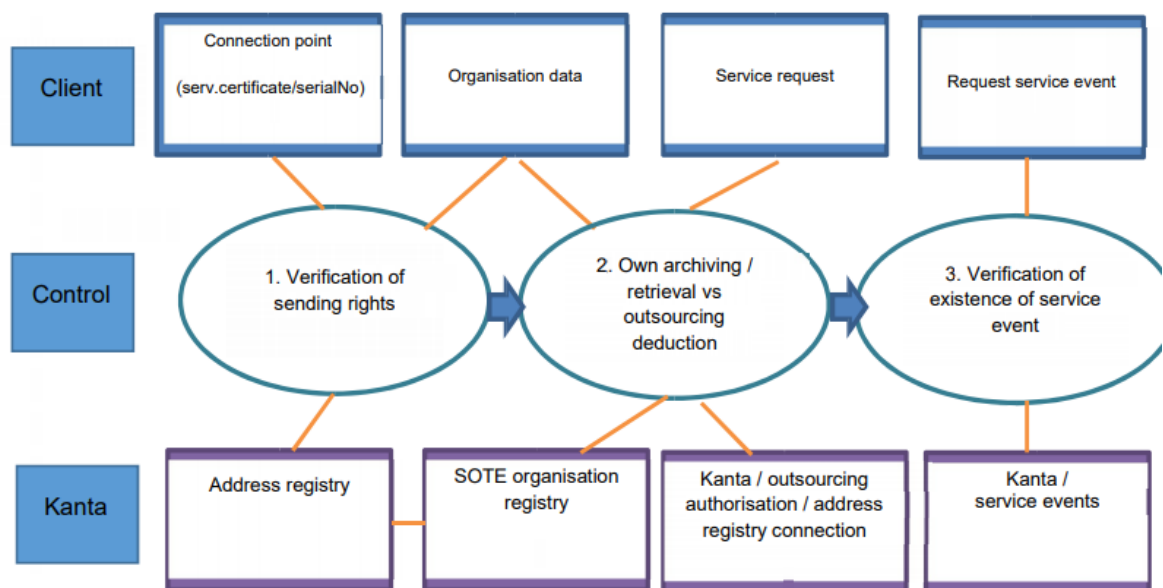 Client
Connection point
(serv.certificate/serialNo)
Organisation data
Service request
Request service event
Control
1. Verification of
sending rights
2. Own archiving /
retrieval vs
outsourcing
deduction
3. Verification of
existence of service
event
Kanta
Address registry
SOTE organisation
registry
Kanta / outsourcing
authorisation / address
registry connection
Kanta /
service events